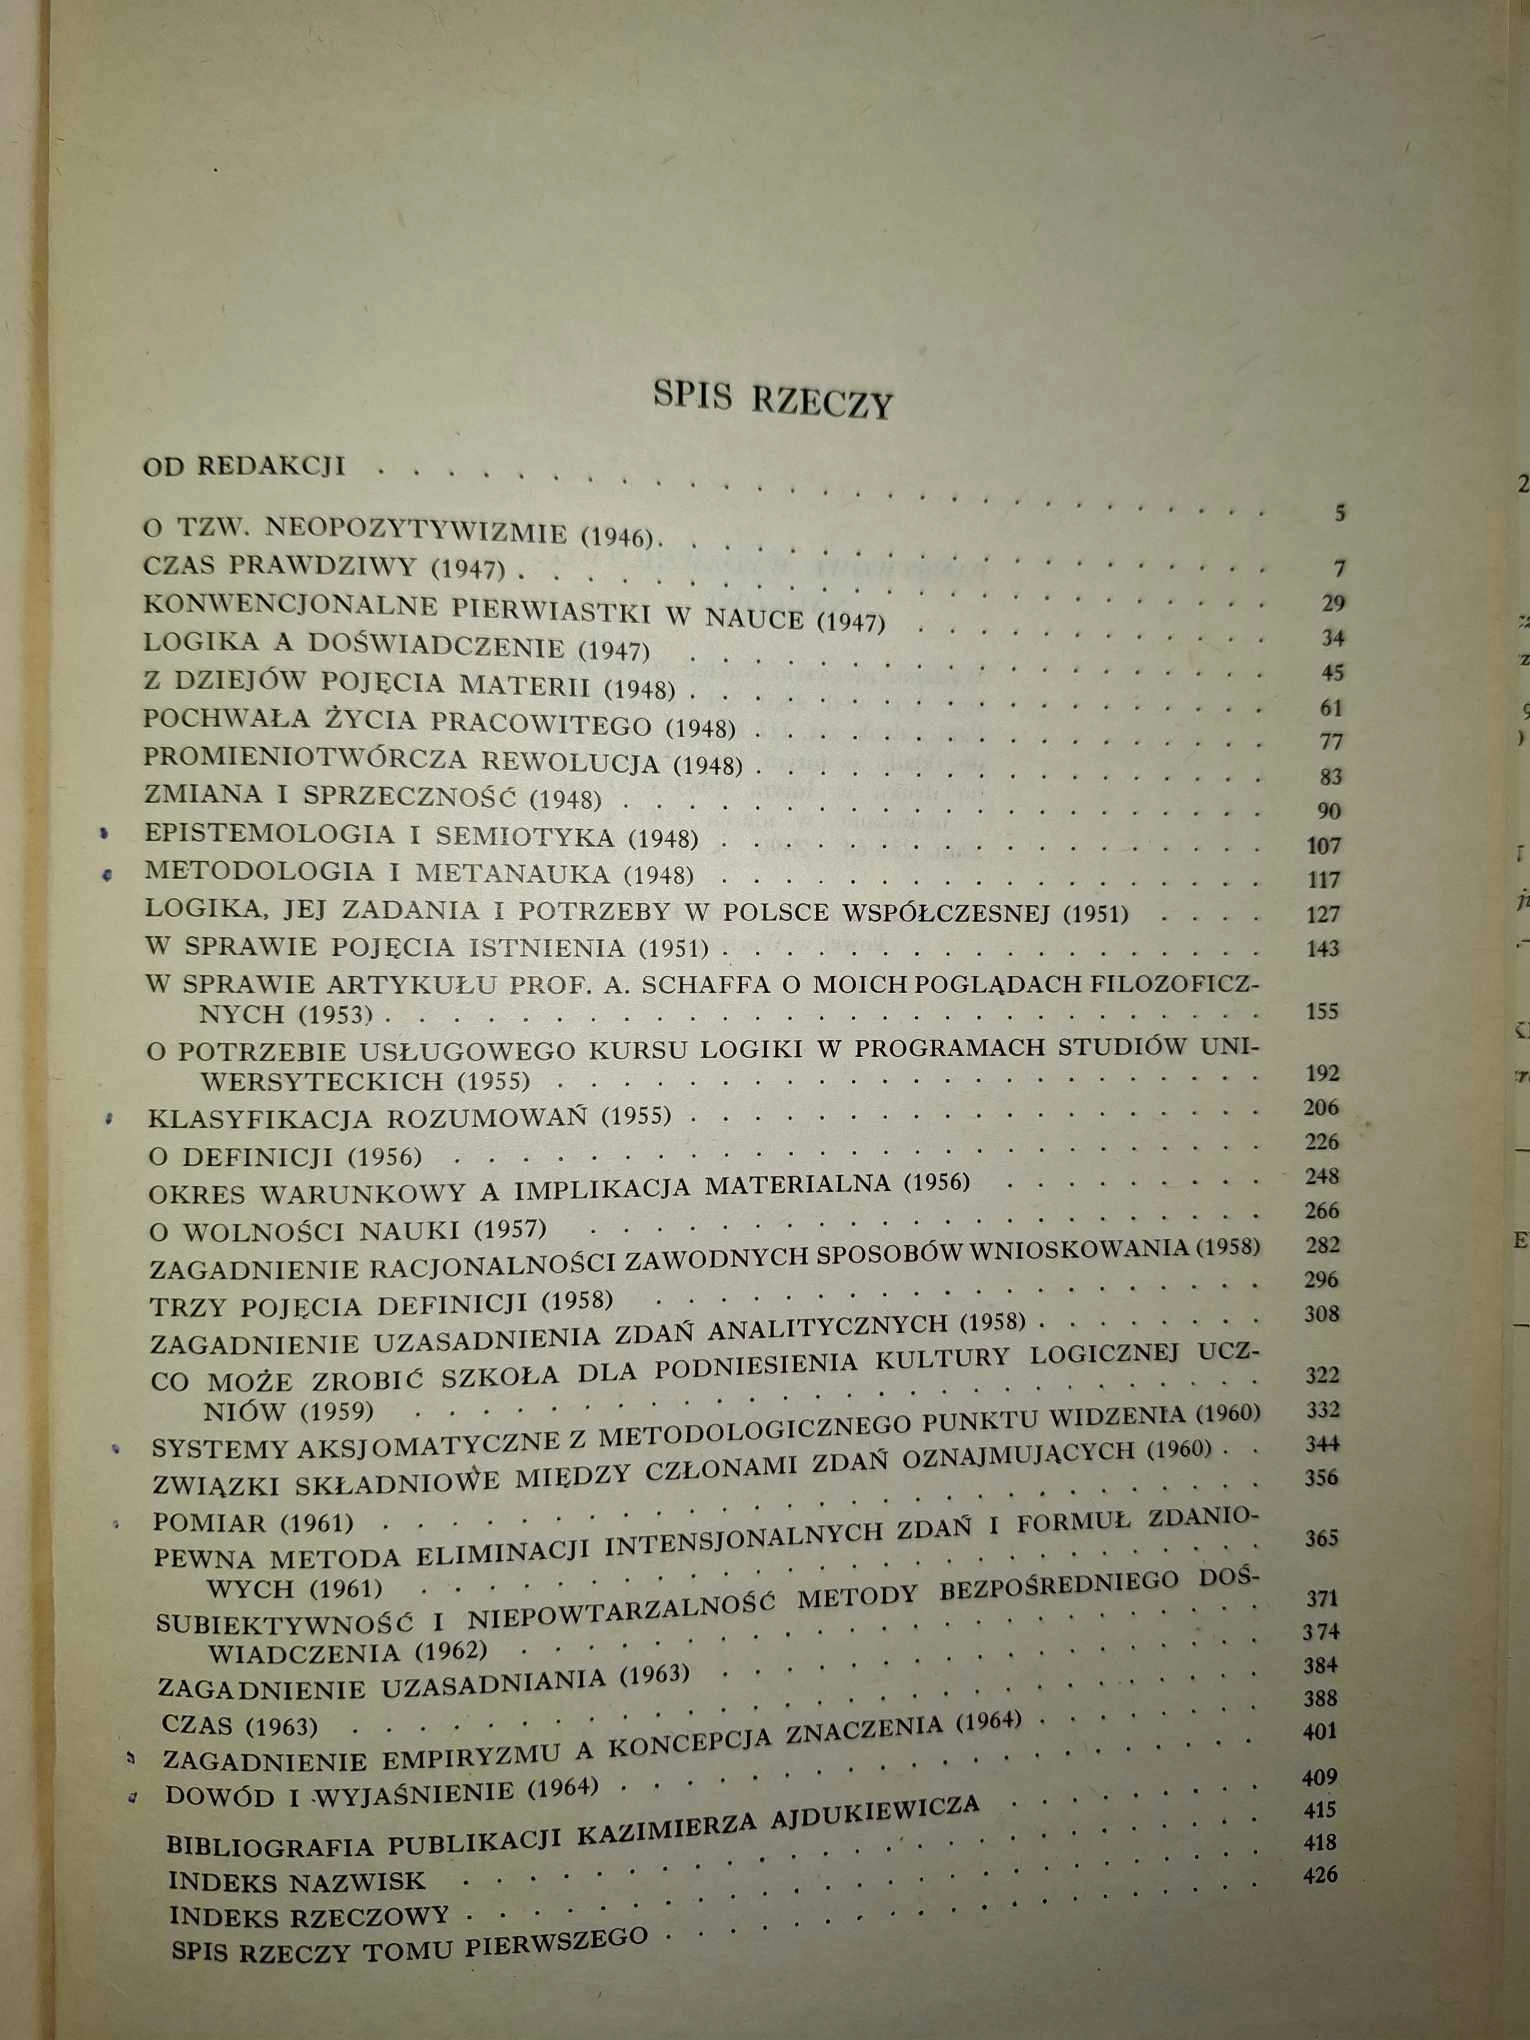 SPIS RZECZY
OD REDAKCJI . . . . . . . . . . . . . . . . . . . . . . . . . . 5
O TZW. NEOPOZYTYWIZMIE (1946). . . . . . . . . . . . . . . . . . . 7
CZAS PRAWDZIWY (1947) . . . . . . . . . . . . . . . . . . . . . . . 29
KONWENCJONALNE PIERWIASTKI W NAUCE (1947) . . . . . . . . . . . 34
LOGIKA A DOŚWIADCZENIE (1947) . . . . . . . . . . . . . . . . . . 45
Z DZIEJÓW POJĘCIA MATERII (1948) . . . . . . . . . . . . . . . . . . 61
POCHWAŁA ŻYCIA PRACOWITEGO (1948) . . . . . . . . . . . . . . . . 77
PROMIENIOTWÓRCZA REWOLUCJA (1948) . . . . . . . . . . . . . . . . 83
ZMIANA I SPRZECZNOŚĆ (1948) . . . . . . . . . . . . . . . . . . . . 90
EPISTEMOLOGIA I SEMIOTYKA (1948) . . . . . . . . . . . . . . . . . 107
METODOLOGIA I METANAUKA (1948) . . . . . . . . . . . . . . . . . 117
LOGIKA, JEJ ZADANIA I POTRZEBY W POLSCE WSPÓŁCZESNEJ (1951) . . . . 127
W SPRAWIE POJĘCIA ISTNIENIA (1951) . . . . . . . . . . . . . . . . . 143
W SPRAWIE ARTYKUŁU PROF. A. SCHAFFA O MOICH POGLĄDACH FILOZOFICZ-
NYCH (1953) . . . . . . . . . . . . . . . . . . . . . . . . . . 155
O POTRZEBIE USŁUGOWEGO KURSU LOGIKI W PROGRAMACH STUDIÓW UNI-
WERSYTECKICH (1955) . . . . . . . . . . . . . . . . . . . . . . 192
KLASYFIKACJA ROZUMOWAŃ (1955) . . . . . . . . . . . . . . . . . . 206
O DEFINICJI (1956) . . . . . . . . . . . . . . . . . . . . . . . . 226
OKRES WARUNKOWY A IMPLIKACJA MATERIALNA (1956) . . . . . . . . . 248
O WOLNOŚCI NAUKI (1957) . . . . . . . . . . . . . . . . . . . . . 266
ZAGADNIENIE RACJONALNOŚCI ZAWODNYCH SPOSOBÓW WNIOSKOWANIA (1958) 282
TRZY POJĘCIA DEFINICJI (1958) . . . . . . . . . . . . . . . . . . . 296
ZAGADNIENIE UZASADNIENIA ZDAŃ ANALITYCZNYCH (1958) . . . . . . . . 308
CO MOŻE ZROBIĆ SZKOŁA DLA PODNIESIENIA KULTURY LOGICZNEJ UCZ-
NIÓW (1959) . . . . . . . . . . . . . . . . . . . . . . . . . . 322
SYSTEMY AKSJOMATYCZNE Z METODOLOGICZNEGO PUNKTU WIDZENIA (1960) 332
ZWIĄZKI SKŁADNIOWE MIĘDZY CZŁONAMI ZDAŃ OZNAJMUJĄCYCH (1960) . . 344
POMIAR (1961) . . . . . . . . . . . . . . . . . . . . . . . . . . 356
PEWNA METODA ELIMINACJI INTENSJONALNYCH ZDAŃ I FORMUŁ ZDANIO-
WYCH (1961) . . . . . . . . . . . . . . . . . . . . . . . . . . 365
SUBIEKTYWNOŚĆ I NIEPOWTARZALNOŚĆ METODY BEZPOŚREDNIEGO DOŚ-
WIADCZENIA (1962) . . . . . . . . . . . . . . . . . . . . . . . 371
ZAGADNIENIE UZASADNIANIA (1963) . . . . . . . . . . . . . . . . . 374
CZAS (1963) . . . . . . . . . . . . . . . . . . . . . . . . . . . 384
ZAGADNIENIE EMPIRYZMU A KONCEPCJA ZNACZENIA (1964) . . . . . . . . 388
DOWÓD I WYJAŚNIENIE (1964) . . . . . . . . . . . . . . . . . . . . 401
BIBLIOGRAFIA PUBLIKACJI KAZIMIERZA AJDUKIEWICZA . . . . . . . . 409
INDEKS NAZWISK . . . . . . . . . . . . . . . . . . . . . . . . 415
INDEKS RZECZOWY . . . . . . . . . . . . . . . . . . . . . . . . 418
SPIS RZECZY TOMU PIERWSZEGO . . . . . . . . . . . . . . . . . . 426